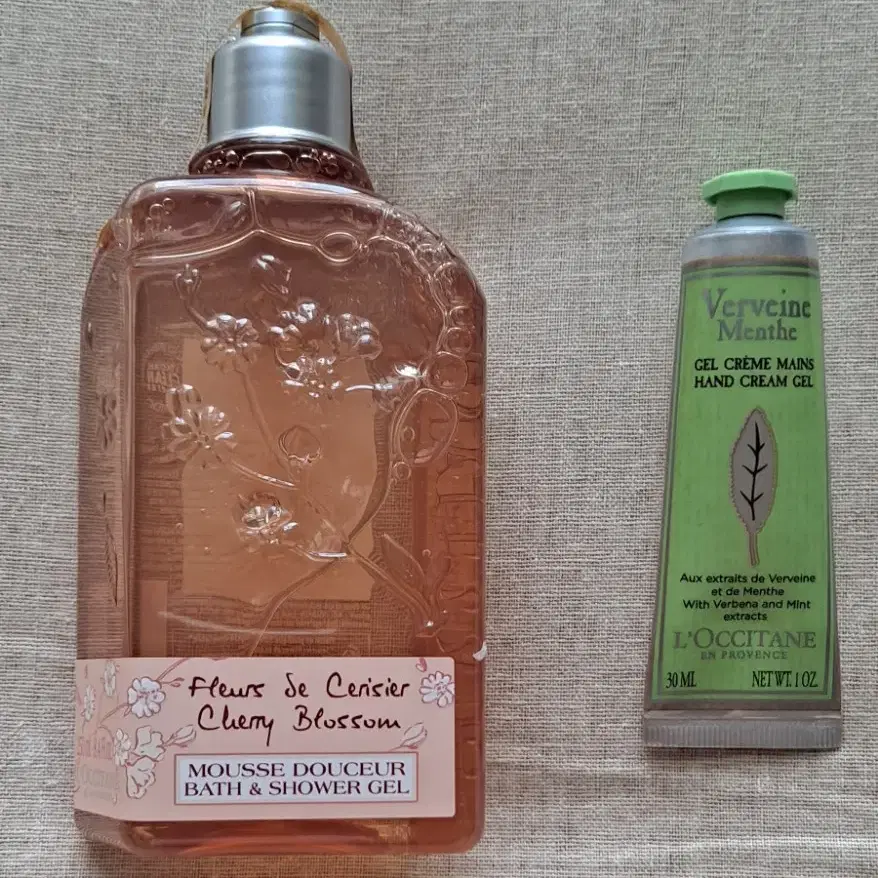 Fleurs de Cerisier
Cherry Blossom
MOUSSE DOUCEUR
BATH & SHOWER GEL
L'OCCITANE
Verveine
Menthe
GEL CRÈME MAINS
HAND CREAM GEL
Aux extraits de Verveine
et de Menthe
With Verbena and Mint
extracts
L'OCCITANE
EN PROVENCE
30 ML NET WT. 1 OZ.